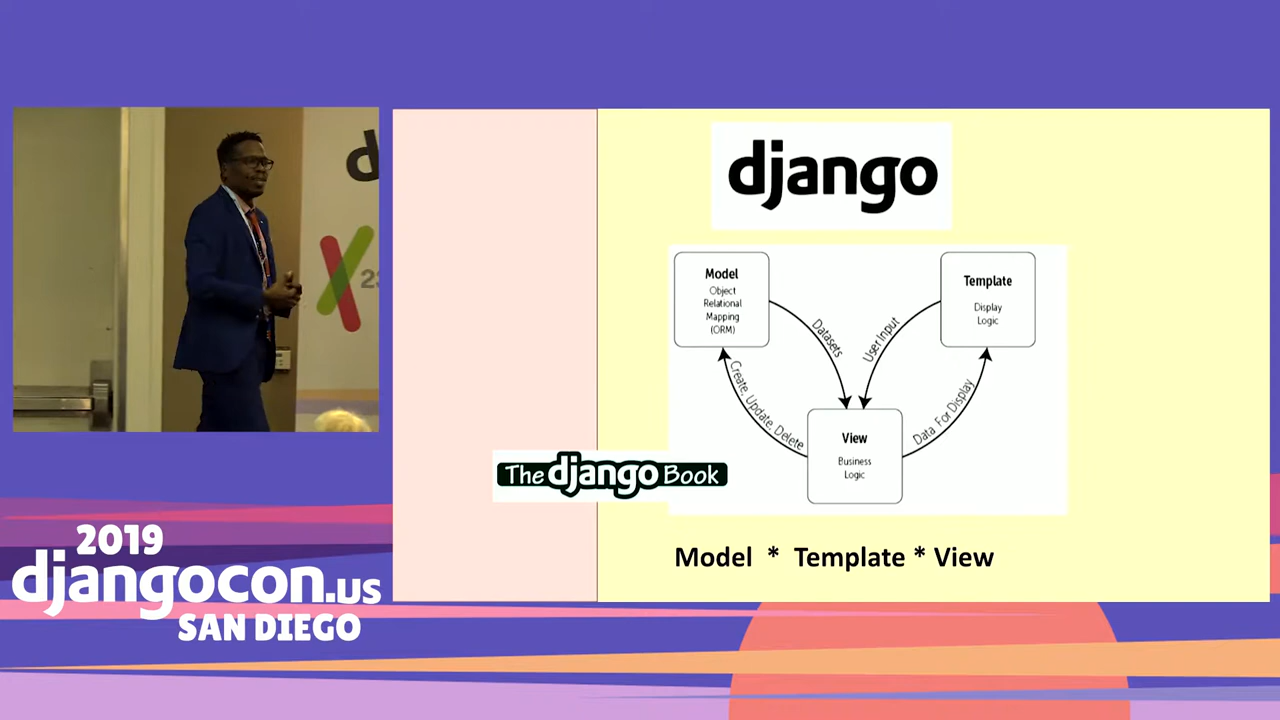 django
Model
Object
Relational
Mapping
(ORM)
Template
Display
Logic
Datasets
User Input
Create, Update, Delete
Data For Display
View
Business
Logic
The django Book
Model * Template * View
d
23
2019
djangocon.us
SAN DIEGO